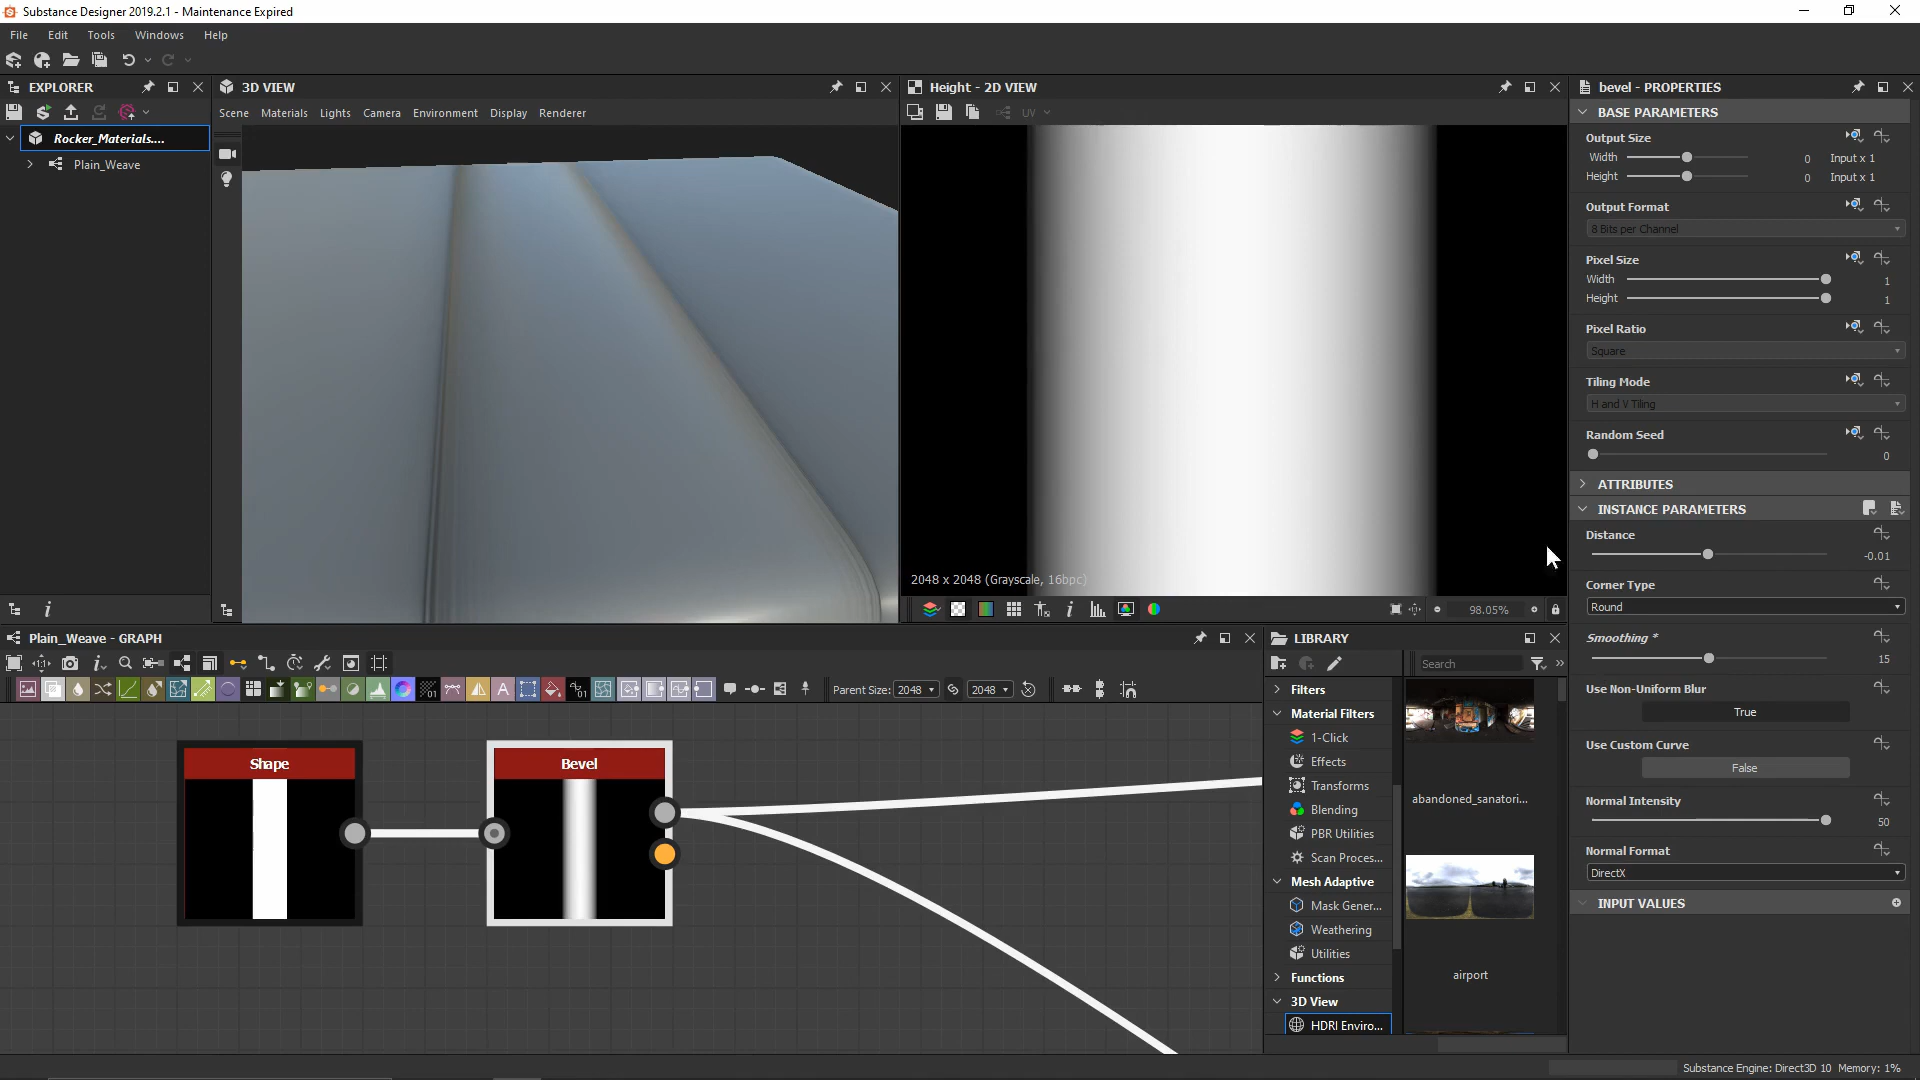 Substance Designer 2019.2.1 - Maintenance Expired
File Edit Tools Windows Help
EXPLORER
Rocker_Materials....
Plain_Weave
3D VIEW
Scene Materials Lights Camera Environment Display Renderer
Height - 2D VIEW
UV
2048 x 2048 (Grayscale, 16bpc)
98.05%
bevel - PROPERTIES
BASE PARAMETERS
Output Size
Width 0 Input x 1
Height 0 Input x 1
Output Format
8 Bits per Channel
Pixel Size
Width 1
Height 1
Pixel Ratio
Square
Tiling Mode
H and V Tiling
Random Seed
0
ATTRIBUTES
INSTANCE PARAMETERS
Distance
-0.01
Corner Type
Round
Smoothing *
15
Use Non-Uniform Blur
True
Use Custom Curve
False
Normal Intensity
50
Normal Format
DirectX
INPUT VALUES
Plain_Weave - GRAPH
Parent Size: 2048 2048
Shape
Bevel
LIBRARY
Search
Filters
Material Filters
1-Click
Effects
Transforms
Blending
PBR Utilities
Scan Proces...
Mesh Adaptive
Mask Gener...
Weathering
Utilities
Functions
3D View
HDRI Enviro...
abandoned_sanatori...
airport
Substance Engine: Direct3D 10 Memory: 1%